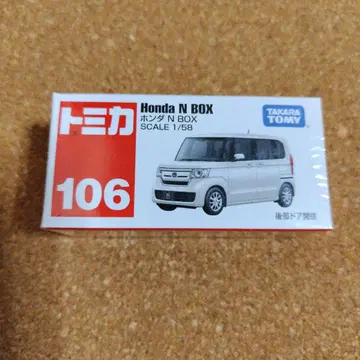 トミカ
106
Honda N BOX
ホンダ N BOX
SCALE 1/58
TAKARA
TOMY
後部ドア開閉